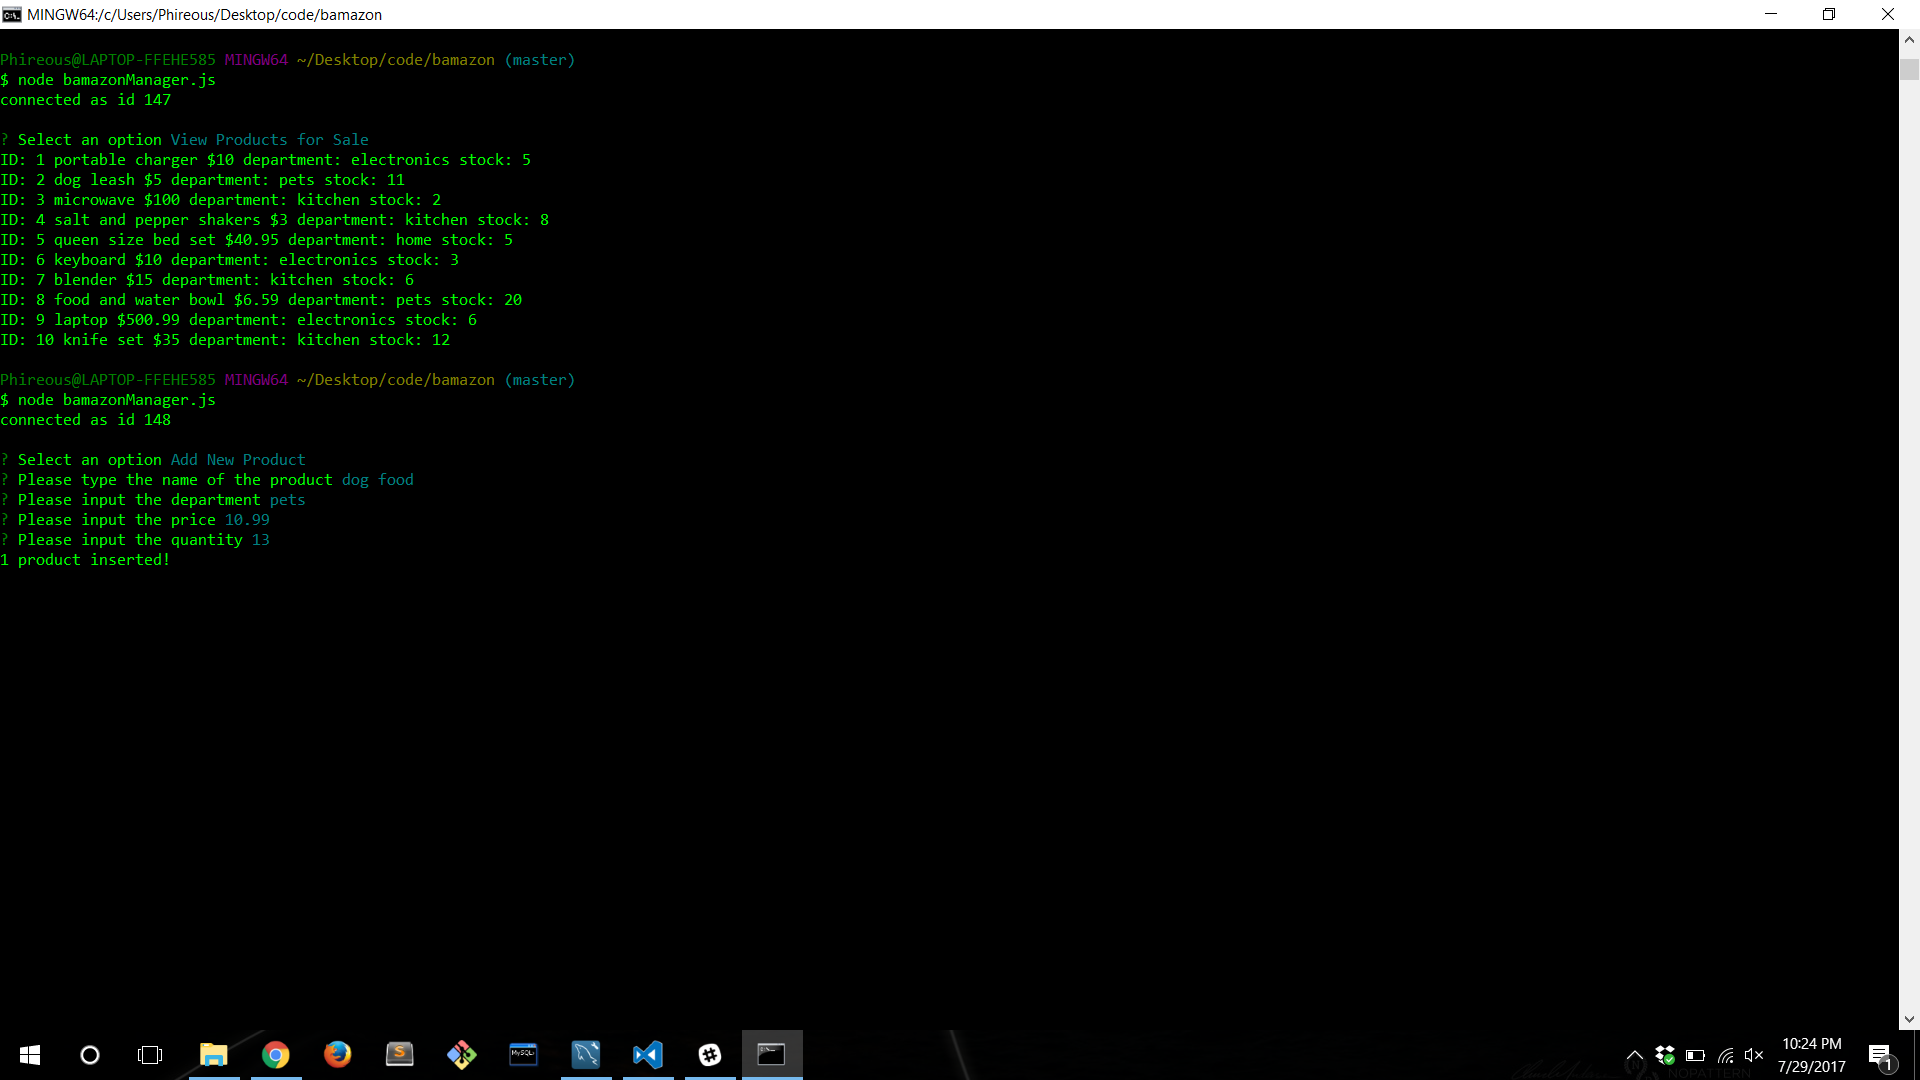 MINGW64:/c/Users/Phireous/Desktop/code/bamazon
Phireous@LAPTOP-FFEHE585 MINGW64 ~/Desktop/code/bamazon (master)
$ node bamazonManager.js
connected as id 147
? Select an option View Products for Sale
ID: 1 portable charger $10 department: electronics stock: 5
ID: 2 dog leash $5 department: pets stock: 11
ID: 3 microwave $100 department: kitchen stock: 2
ID: 4 salt and pepper shakers $3 department: kitchen stock: 8
ID: 5 queen size bed set $40.95 department: home stock: 5
ID: 6 keyboard $10 department: electronics stock: 3
ID: 7 blender $15 department: kitchen stock: 6
ID: 8 food and water bowl $6.59 department: pets stock: 20
ID: 9 laptop $500.99 department: electronics stock: 6
ID: 10 knife set $35 department: kitchen stock: 12
Phireous@LAPTOP-FFEHE585 MINGW64 ~/Desktop/code/bamazon (master)
$ node bamazonManager.js
connected as id 148
? Select an option Add New Product
? Please type the name of the product dog food
? Please input the department pets
? Please input the price 10.99
? Please input the quantity 13
1 product inserted!
MySQL
10:24 PM
7/29/2017
1
NOPATTERN